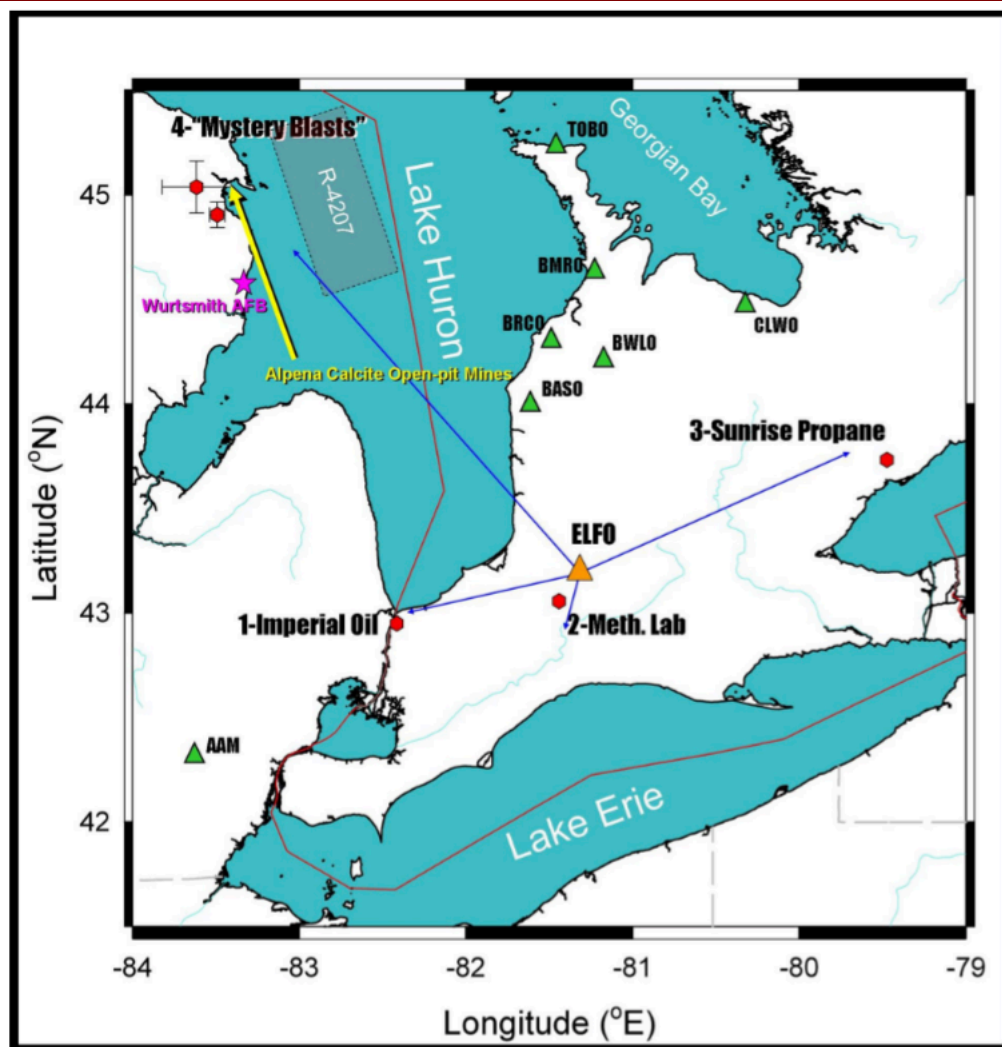 4-"Mystery Blasts"
TOBO
Georgian Bay
45
R-4207
Lake Huron
BMRO
Wurtsmith AFB
CLWO
BRCO
BWLO
Alpena Calcite Open-pit Mines
BASO
44
3-Sunrise Propane
Latitude (°N)
ELFO
43
1-Imperial Oil
2-Meth. Lab
AAM
42
Lake Erie
-84
-83
-82
-81
-80
-79
Longitude (°E)